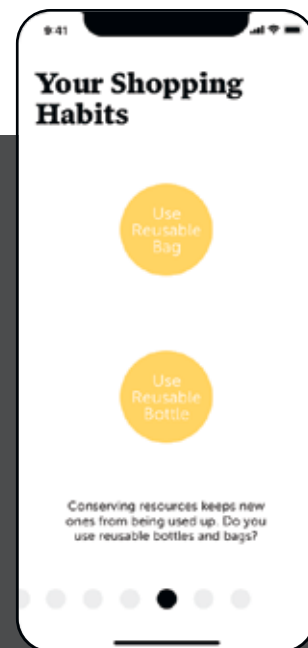 9:41
Your Shopping
Habits
Use
Reusable
Bag
Use
Reusable
Bottle
Conserving resources keeps new
ones from being used up. Do you
use reusable bottles and bags?